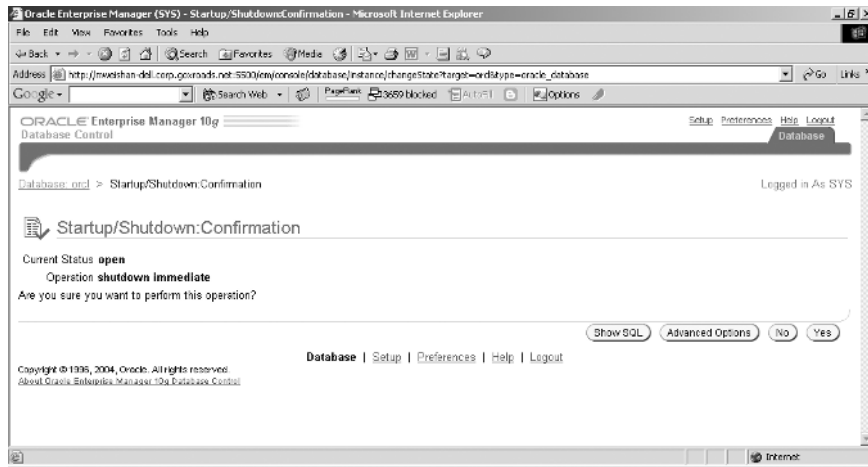 Oracle Enterprise Manager (SYS) - Startup/Shutdown:Confirmation - Microsoft Internet Explorer
File Edit View Favorites Tools Help
Back Search Favorites Media
Address http://mweishan-dell.corp.goxroads.net:5500/em/console/database/instance/changeState?target=orcl&type=oracle_database Go Links
Google Search Web PageRank 3659 blocked AutoFill Options
ORACLE Enterprise Manager 10g
Setup Preferences Help Logout
Database Control
Database
Database: orcl > Startup/Shutdown:Confirmation
Logged in As SYS
Startup/Shutdown:Confirmation
Current Status open
Operation shutdown immediate
Are you sure you want to perform this operation?
Show SQL Advanced Options No Yes
Database | Setup | Preferences | Help | Logout
Copyright © 1996, 2004, Oracle. All rights reserved.
About Oracle Enterprise Manager 10g Database Control
Internet